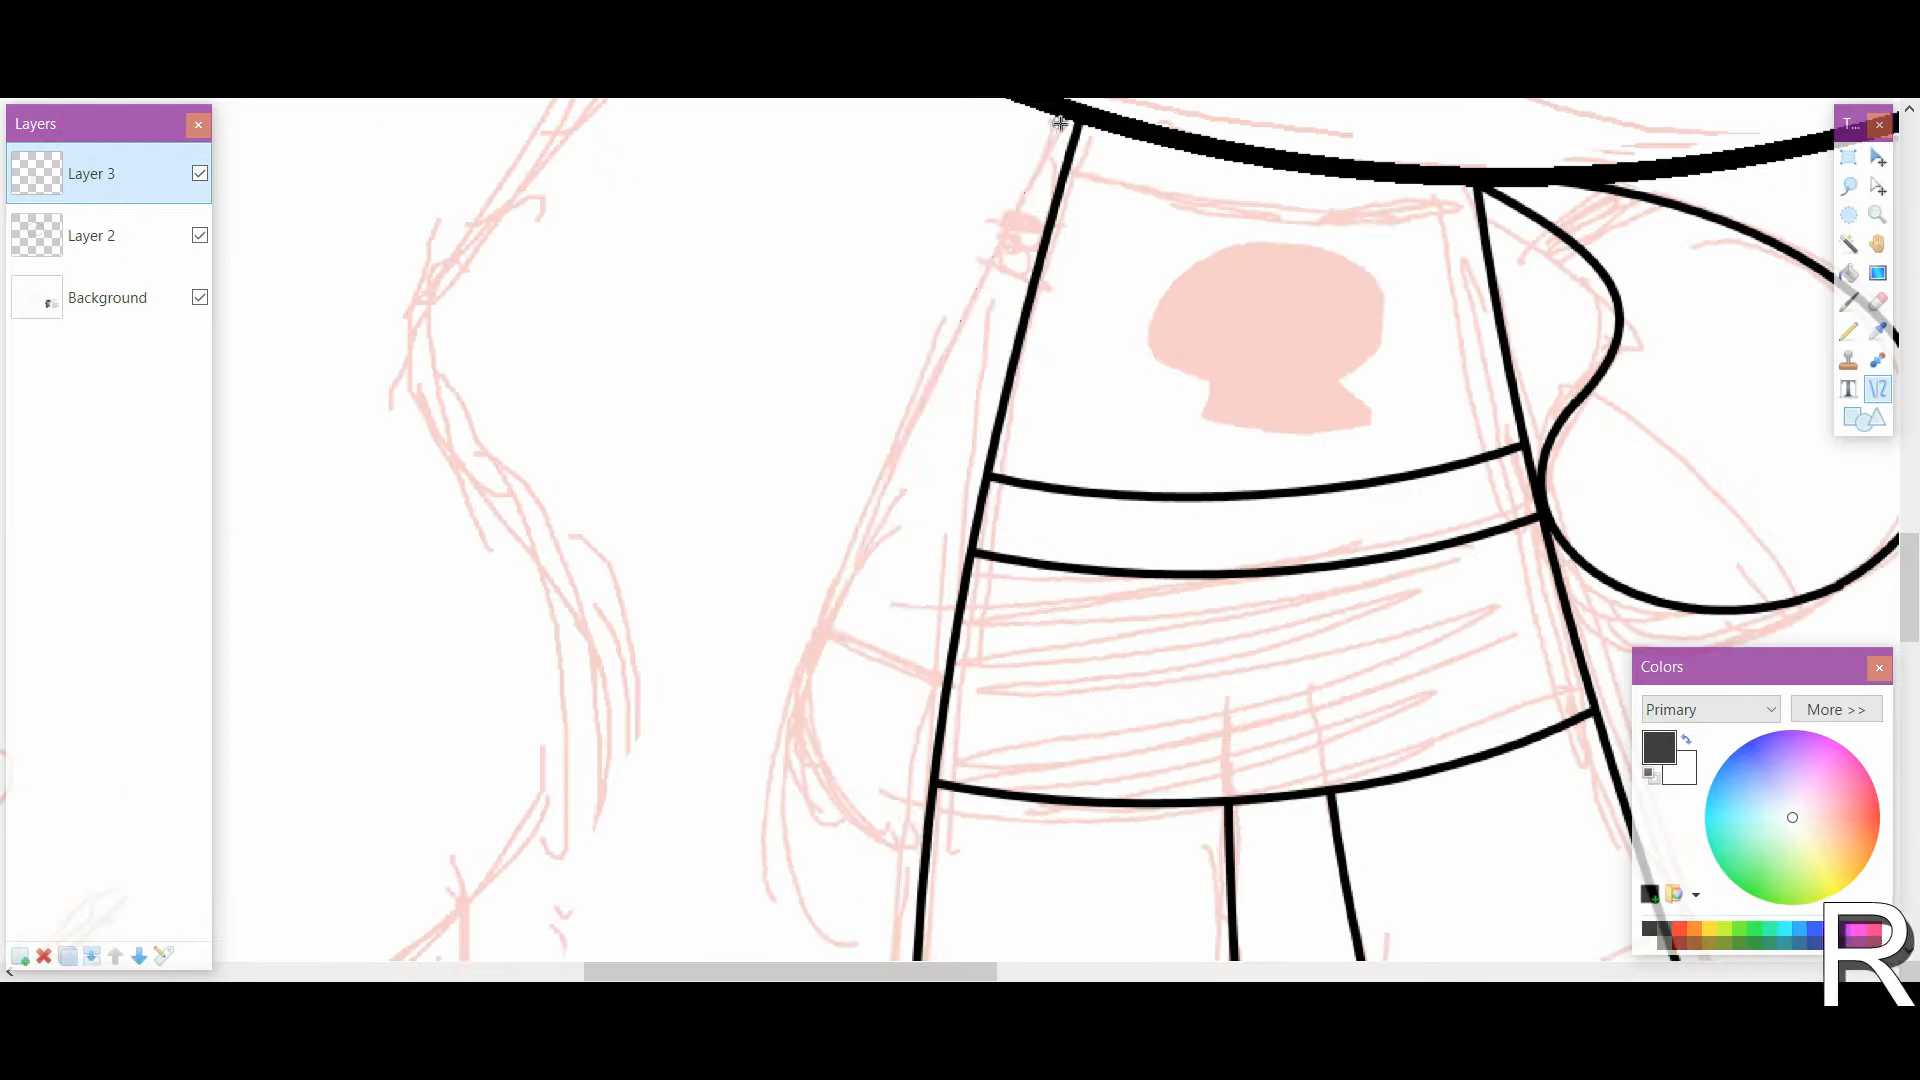 Layers
Layer 3
Layer 2
Background
T...
Colors
Primary
More >>
R